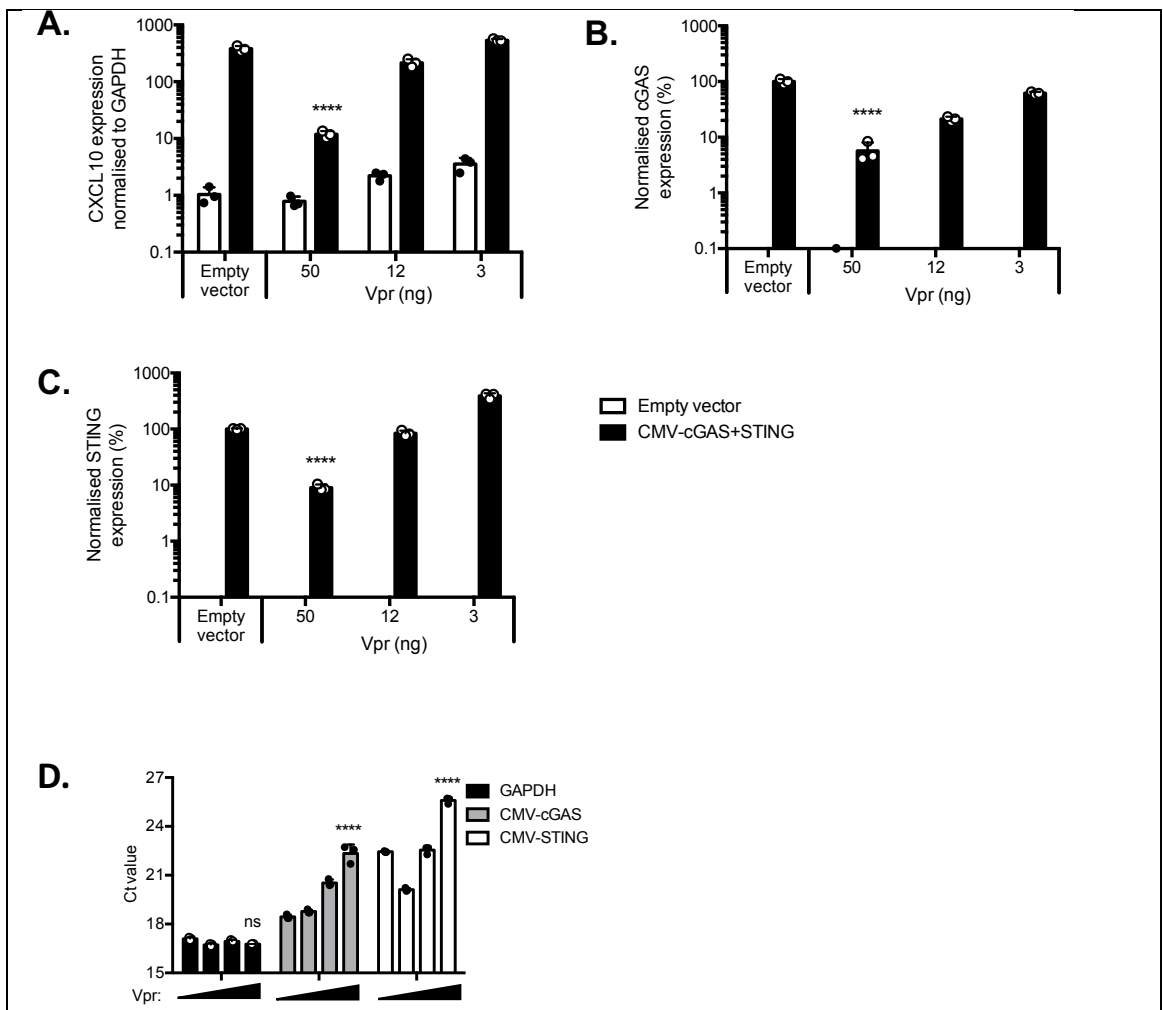 A.
CXCL10 expression
normalised to GAPDH
1000
100
10
1
0.1
****
Empty
vector
50
12
3
Vpr (ng)
B.
Normalised cGAS
expression (%)
1000
100
10
1
0.1
****
Empty
vector
50
12
3
Vpr (ng)
C.
Normalised STING
expression (%)
1000
100
10
1
0.1
****
Empty
vector
50
12
3
Vpr (ng)
Empty vector
CMV-cGAS+STING
D.
Ct value
27
24
21
18
15
ns
****
****
GAPDH
CMV-cGAS
CMV-STING
Vpr: